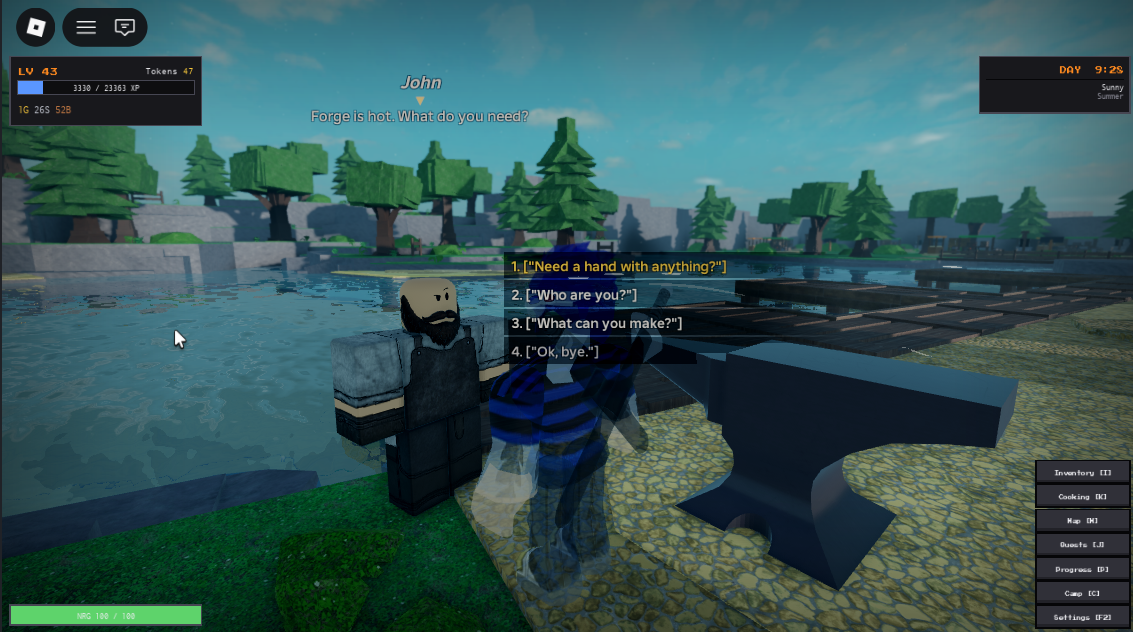 LV 43
Tokens 47
3330 / 23363 XP
1G 26S 52B
DAY 9:28
Sunny
Summer
John
Forge is hot. What do you need?
1. ["Need a hand with anything?"]
2. ["Who are you?"]
3. ["What can you make?"]
4. ["Ok, bye."]
Inventory [I]
Cooking [K]
Map [M]
Quests [J]
Progress [P]
Camp [C]
Settings [F2]
NRG 100 / 100